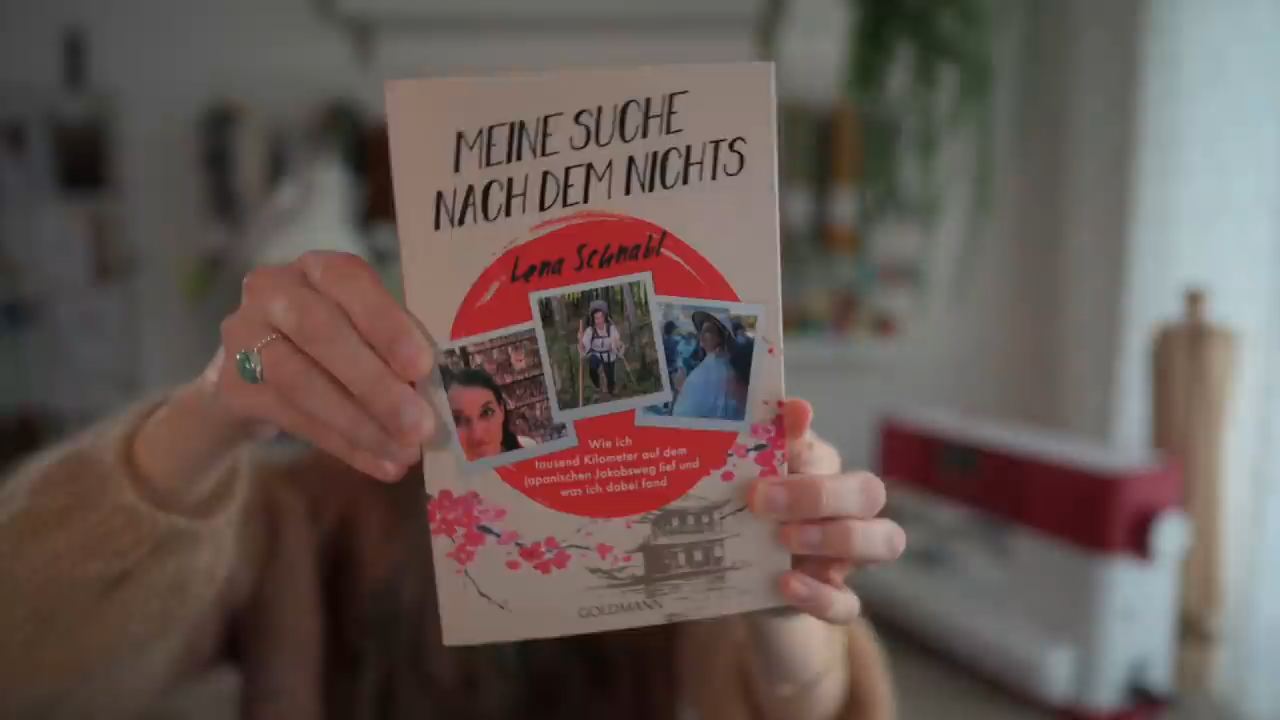 MEINE SUCHE
NACH DEM NICHTS
Lena Schnabl
Wie ich
tausend Kilometer auf dem
japanischen Jakobsweg lief und
was ich dabei fand
GOLDMANN